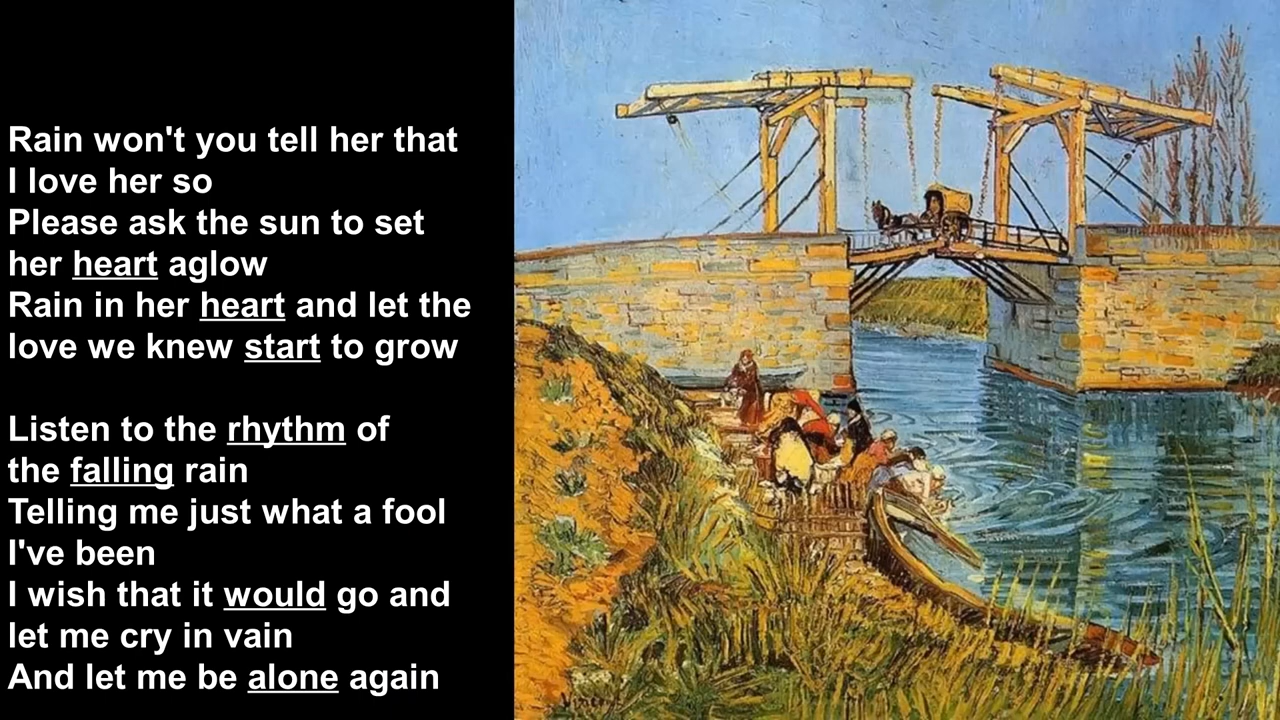 Rain won't you tell her that
I love her so
Please ask the sun to set
her heart aglow
Rain in her heart and let the
love we knew start to grow
Listen to the rhythm of
the falling rain
Telling me just what a fool
I've been
I wish that it would go and
let me cry in vain
And let me be alone again
Vincent